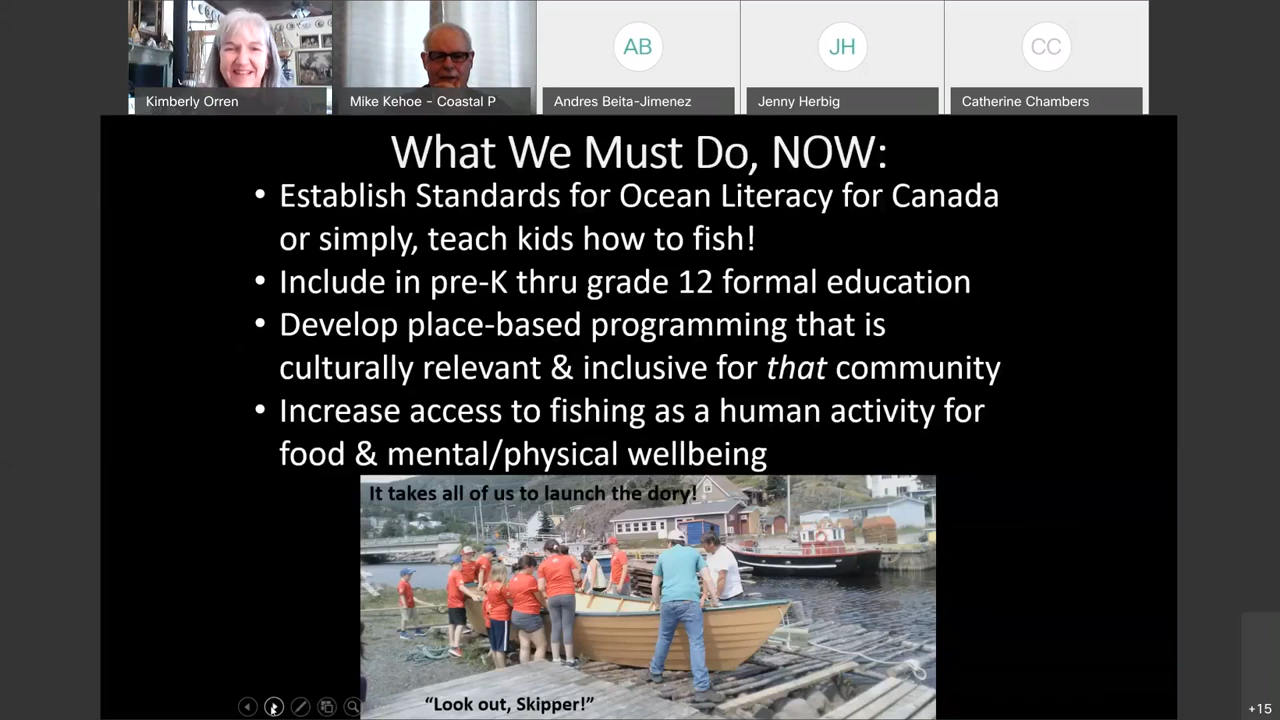 AB
JH
CC
Kimberly Orren
Mike Kehoe - Coastal P
Andres Beita-Jimenez
Jenny Herbig
Catherine Chambers
What We Must Do, NOW:
• Establish Standards for Ocean Literacy for Canada
or simply, teach kids how to fish!
• Include in pre-K thru grade 12 formal education
• Develop place-based programming that is
culturally relevant & inclusive for that community
• Increase access to fishing as a human activity for
food & mental/physical wellbeing
It takes all of us to launch the dory!
“Look out, Skipper!”
+15